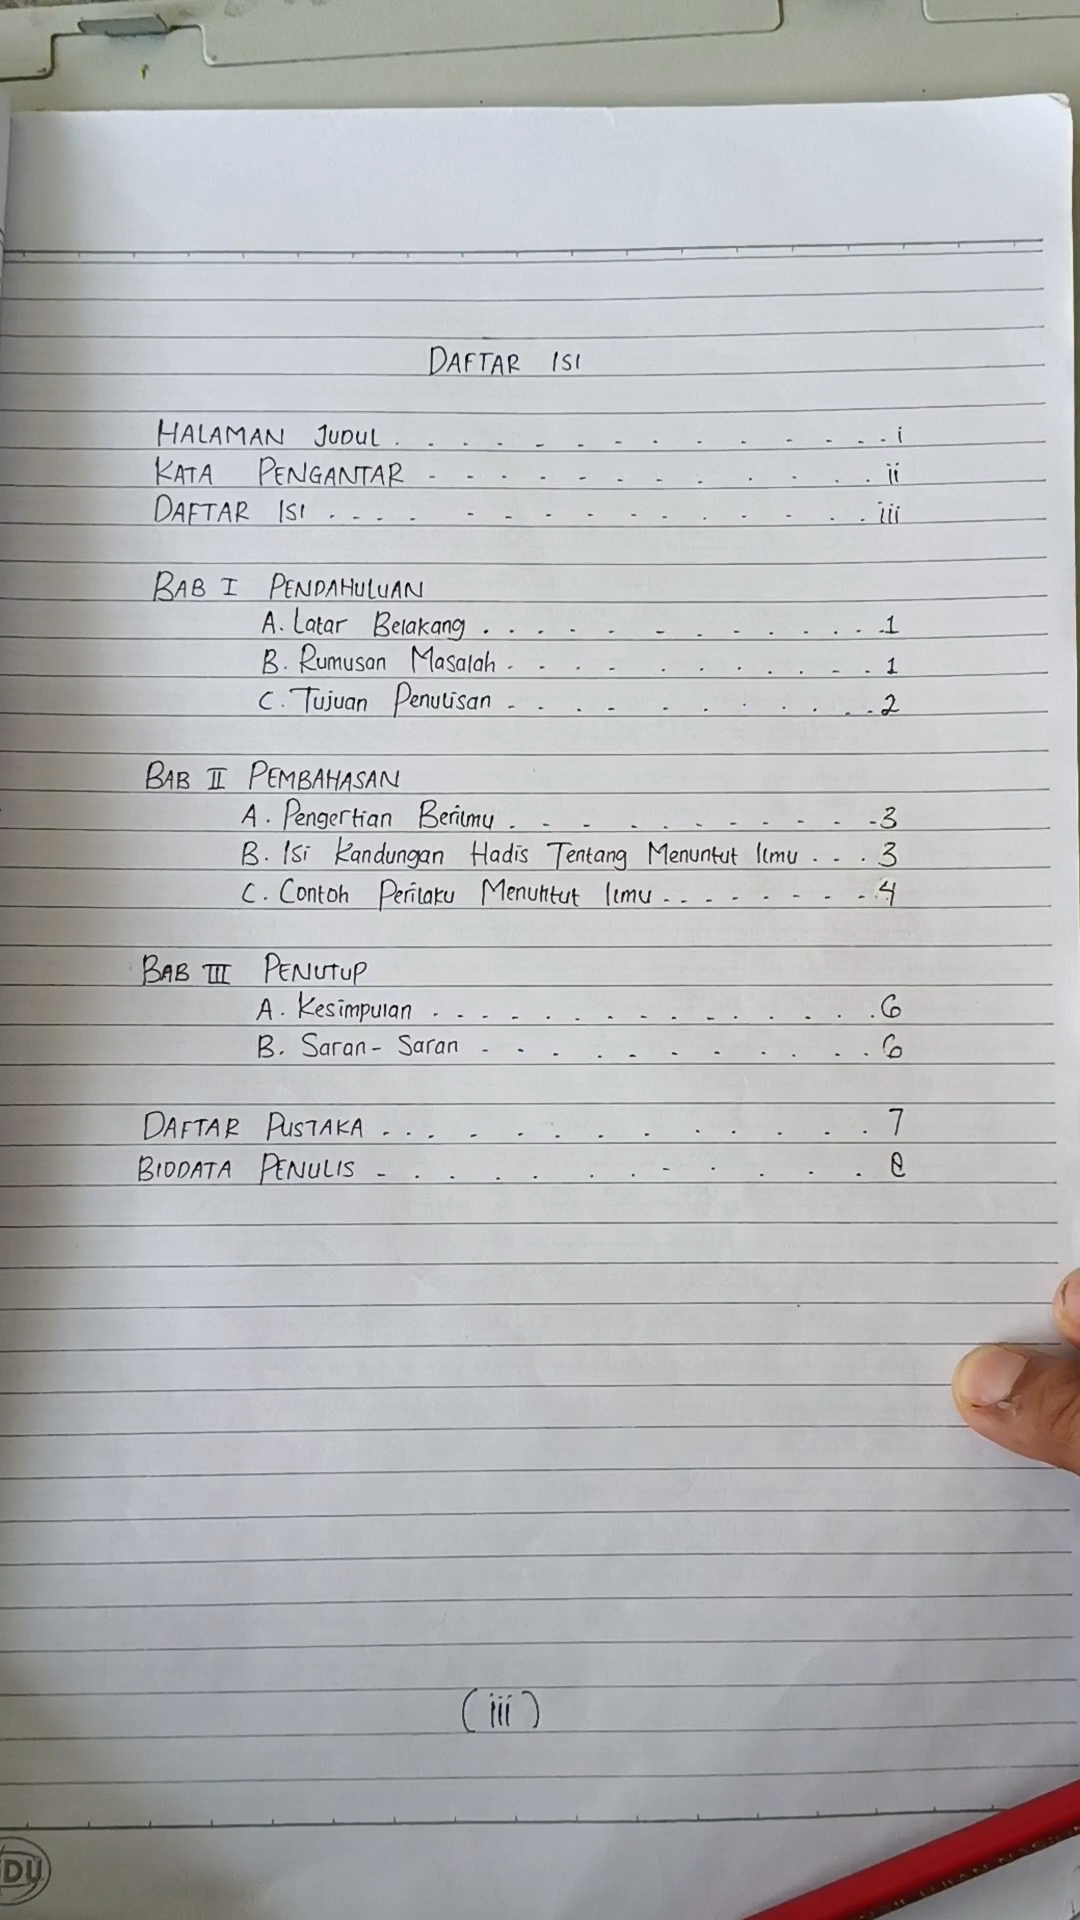 DAFTAR ISI
HALAMAN JUDUL . . . . . . . . . . . . . i
KATA PENGANTAR . . . . . . . . . . . . ii
DAFTAR ISI . . . . . . . . . . . . . iii
BAB I PENDAHULUAN
A. Latar Belakang . . . . . . . . . . . . 1
B. Rumusan Masalah . . . . . . . . . . . 1
C. Tujuan Penulisan . . . . . . . . . . . 2
BAB II PEMBAHASAN
A. Pengertian Berilmu . . . . . . . . . . . 3
B. Isi Kandungan Hadis Tentang Menuntut Ilmu . . . 3
C. Contoh Perilaku Menuntut Ilmu . . . . . . . . 4
BAB III PENUTUP
A. Kesimpulan . . . . . . . . . . . . . 6
B. Saran - Saran . . . . . . . . . . . 6
DAFTAR PUSTAKA . . . . . . . . . . . . 7
BIODATA PENULIS . . . . . . . . . . . . 8
(iii)
DU